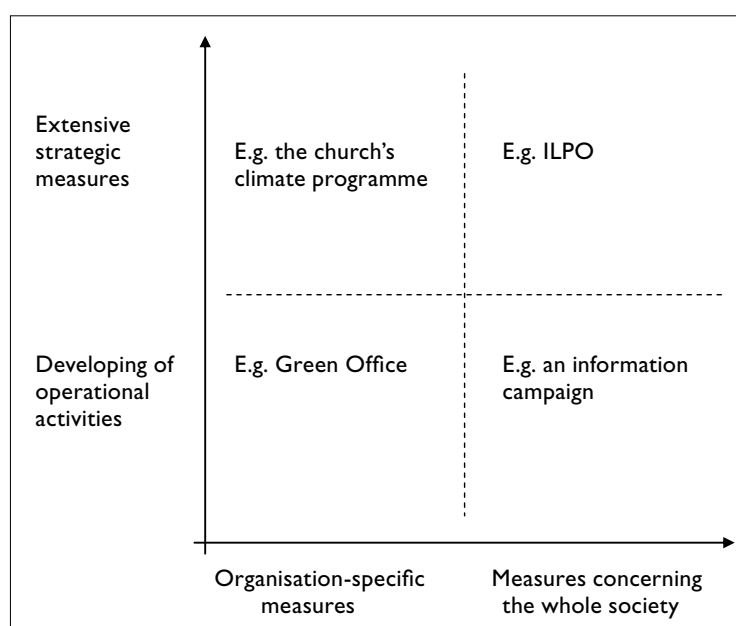 Extensive
strategic
measures
E.g. the church's
climate programme
E.g. ILPO
Developing of
operational
activities
E.g. Green Office
E.g. an information
campaign
Organisation-specific
measures
Measures concerning
the whole society